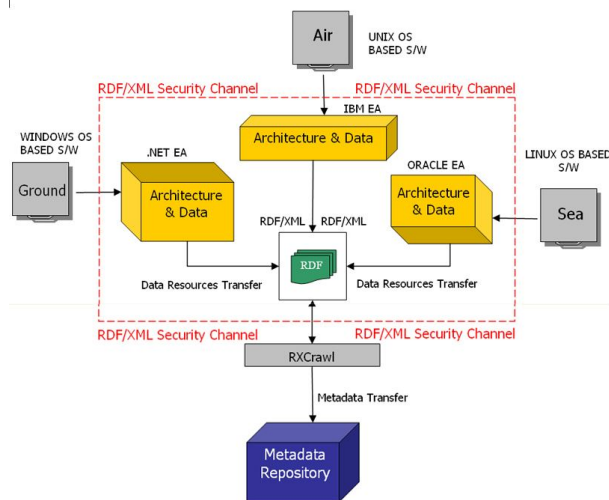 Air
UNIX OS
BASED S/W
RDF/XML Security Channel
RDF/XML Security Channel
IBM EA
Architecture & Data
WINDOWS OS
BASED S/W
Ground
.NET EA
Architecture
& Data
ORACLE EA
Architecture
& Data
LINUX OS BASED
S/W
Sea
RDF/XML
RDF/XML
RDF
Data Resources Transfer
Data Resources Transfer
RDF/XML Security Channel
RDF/XML Security Channel
RXCrawl
Metadata Transfer
Metadata
Repository